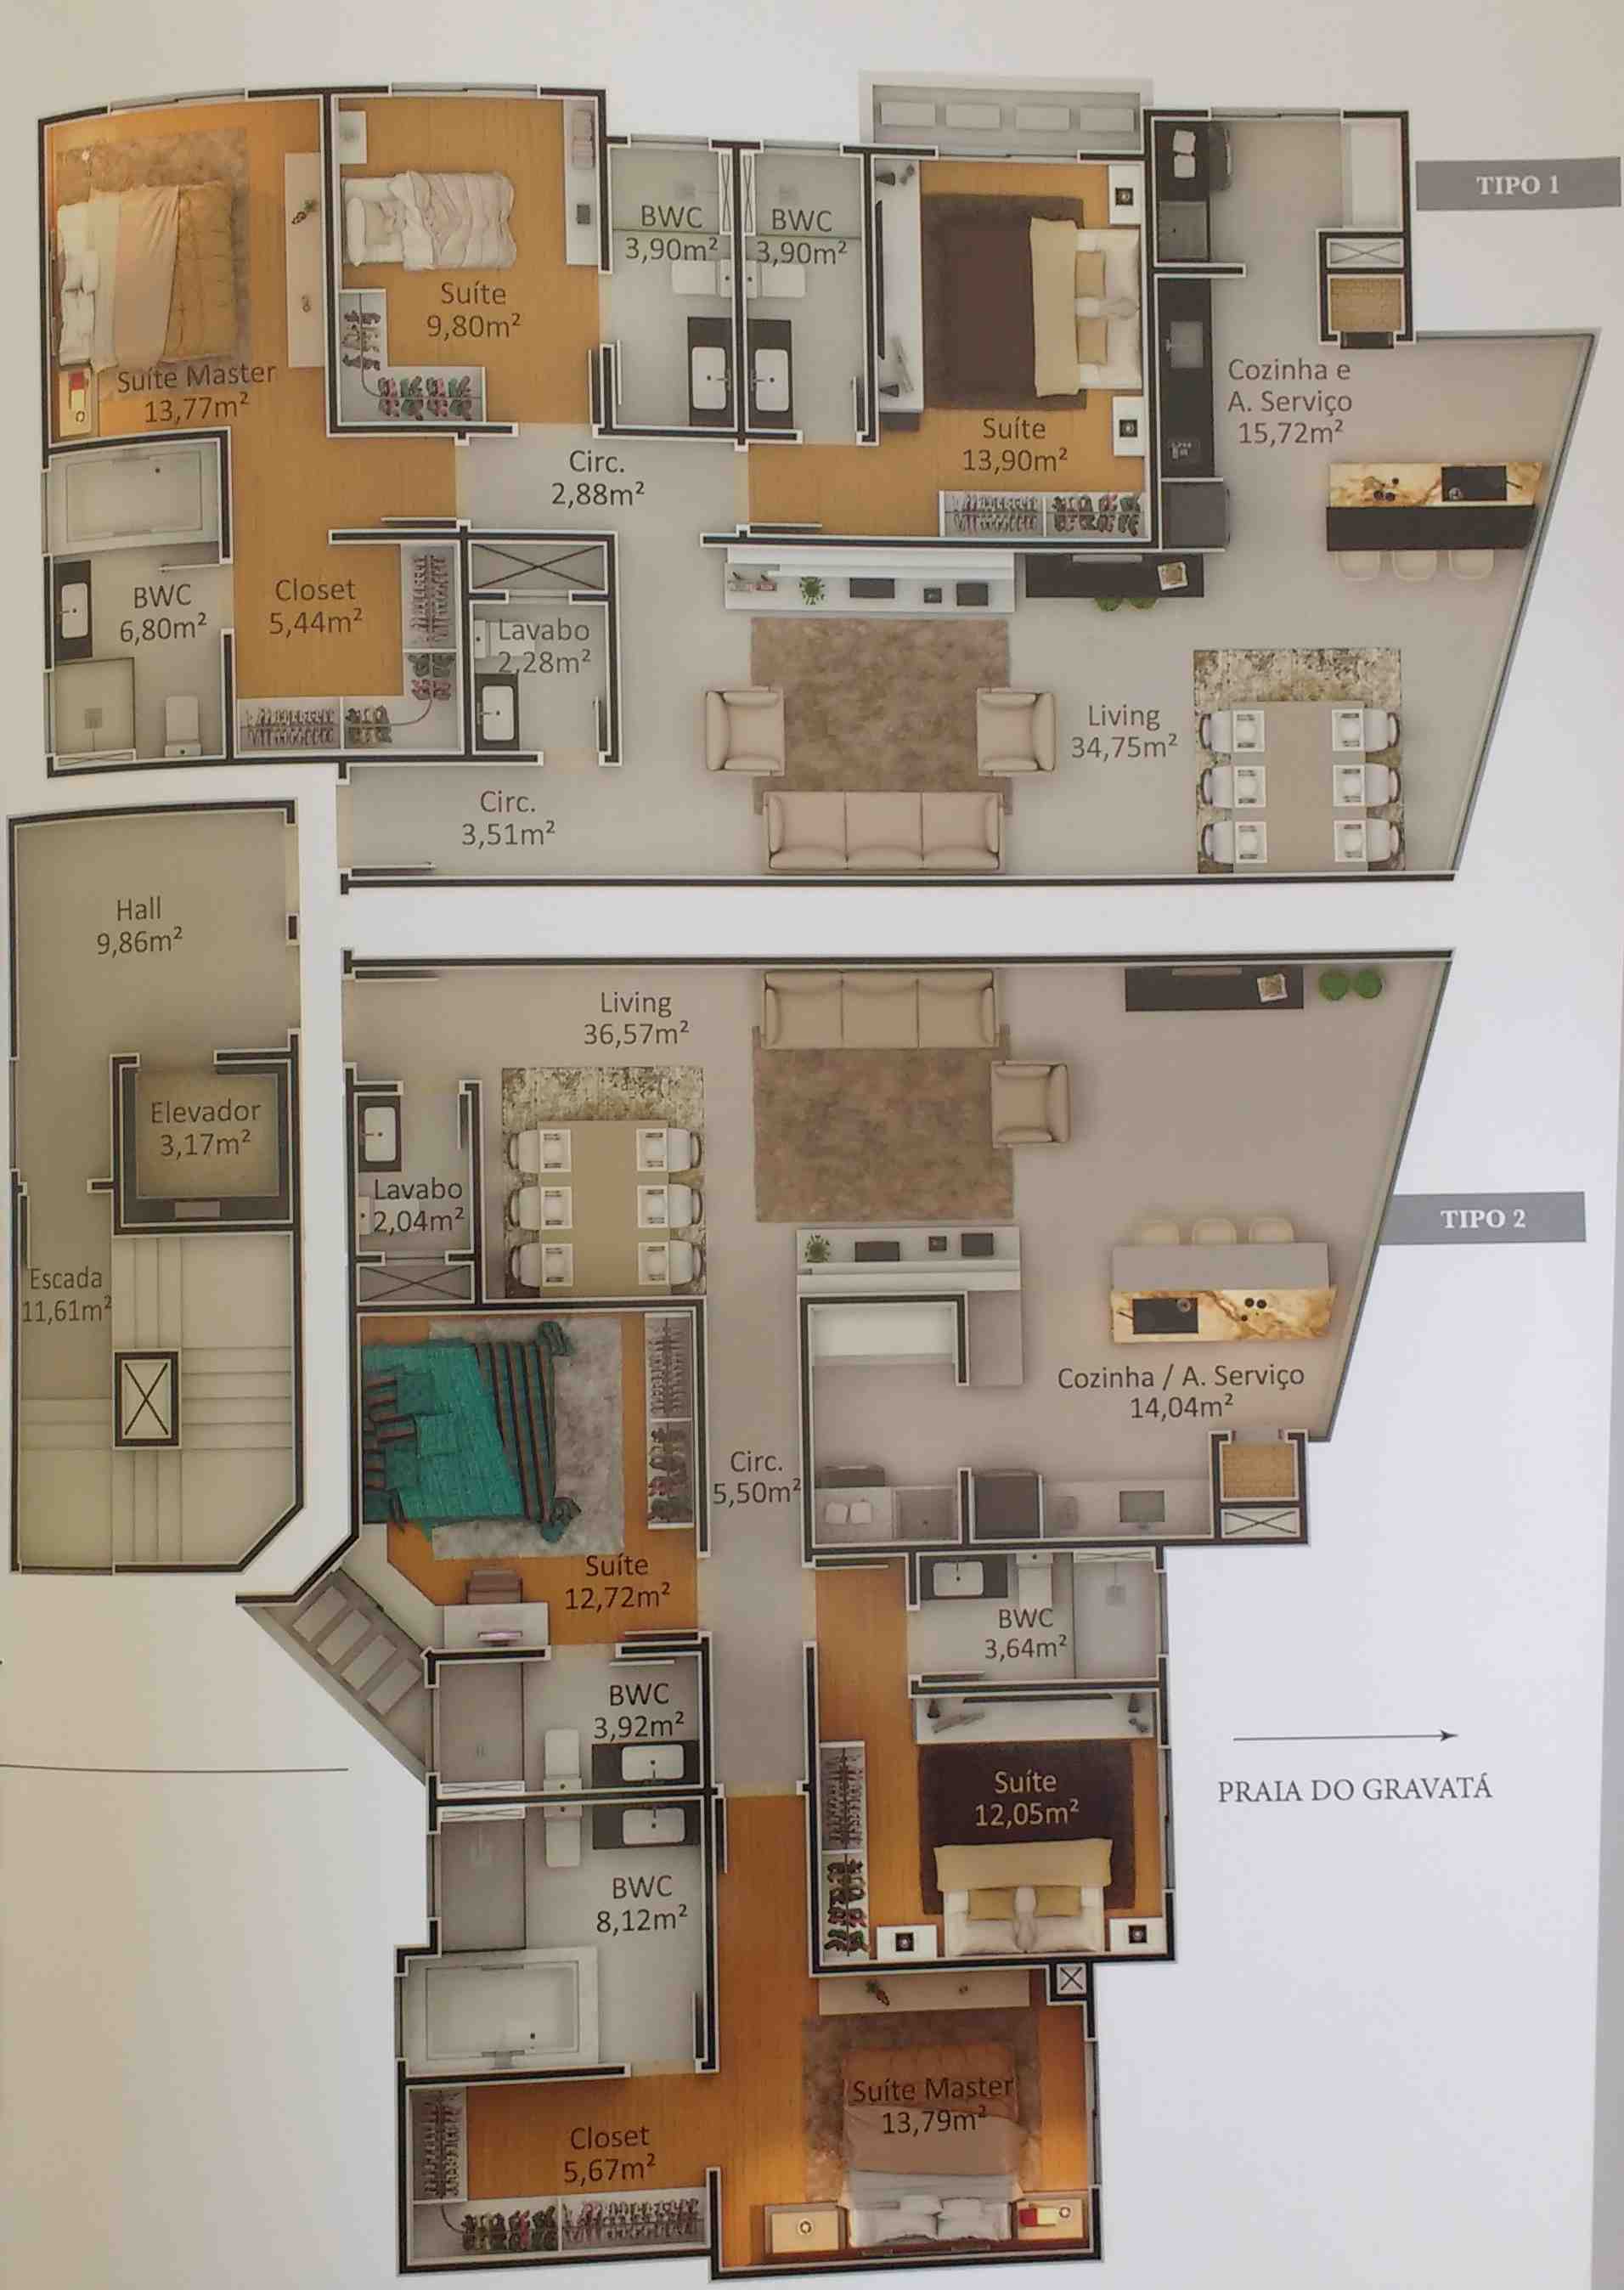 TIPO 1
BWC
3,90m²
BWC
3,90m²
Suíte
9,80m²
Suíte Master
13,77m²
Cozinha e
A. Serviço
15,72m²
Suíte
13,90m²
Circ.
2,88m²
BWC
6,80m²
Closet
5,44m²
Lavabo
2,28m²
Living
34,75m²
Circ.
3,51m²
Hall
9,86m²
Living
36,57m²
Elevador
3,17m²
Lavabo
2,04m²
TIPO 2
Escada
11,61m²
Cozinha / A. Serviço
14,04m²
Circ.
5,50m²
Suíte
12,72m²
BWC
3,64m²
BWC
3,92m²
PRAIA DO GRAVATÁ
Suíte
12,05m²
BWC
8,12m²
Suíte Master
13,79m²
Closet
5,67m²